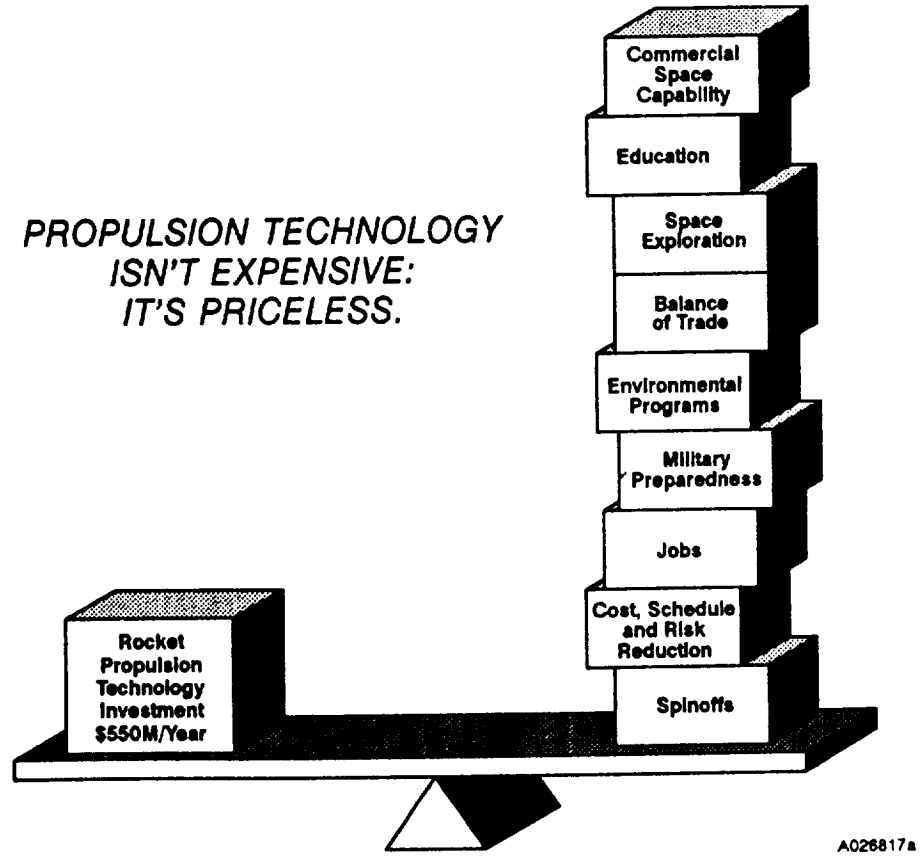 PROPULSION TECHNOLOGY
ISN'T EXPENSIVE:
IT'S PRICELESS.
Commercial
Space
Capability
Education
Space
Exploration
Balance
of Trade
Environmental
Programs
Military
Preparedness
Jobs
Cost, Schedule
and Risk
Reduction
Spinoffs
Rocket
Propulsion
Technology
Investment
$550M/Year
A026817a